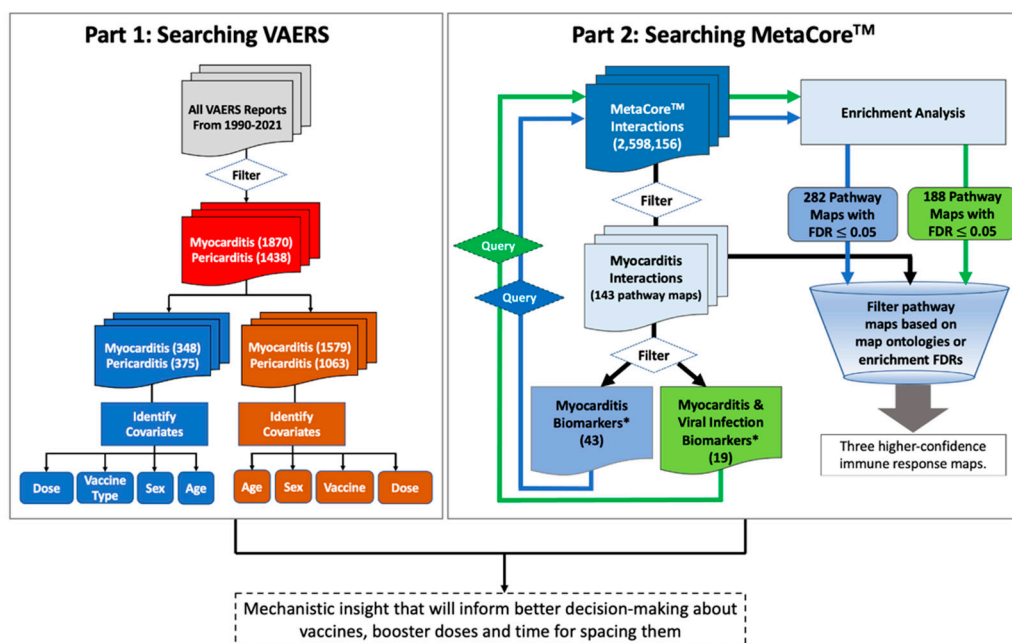 Part 1: Searching VAERS
All VAERS Reports
From 1990-2021
Filter
Myocarditis (1870)
Pericarditis (1438)
Myocarditis (348)
Pericarditis (375)
Myocarditis (1579)
Pericarditis (1063)
Identify
Covariates
Identify
Covariates
Dose
Vaccine
Type
Sex
Age
Age
Sex
Vaccine
Dose
Part 2: Searching MetaCore™
MetaCore™
Interactions
(2,598,156)
Enrichment Analysis
Filter
282 Pathway
Maps with
FDR ≤ 0.05
188 Pathway
Maps with
FDR ≤ 0.05
Query
Query
Myocarditis
Interactions
(143 pathway maps)
Filter pathway
maps based on
map ontologies or
enrichment FDRs
Filter
Myocarditis
Biomarkers*
(43)
Myocarditis &
Viral Infection
Biomarkers*
(19)
Three higher-confidence
immune response maps.
Mechanistic insight that will inform better decision-making about
vaccines, booster doses and time for spacing them